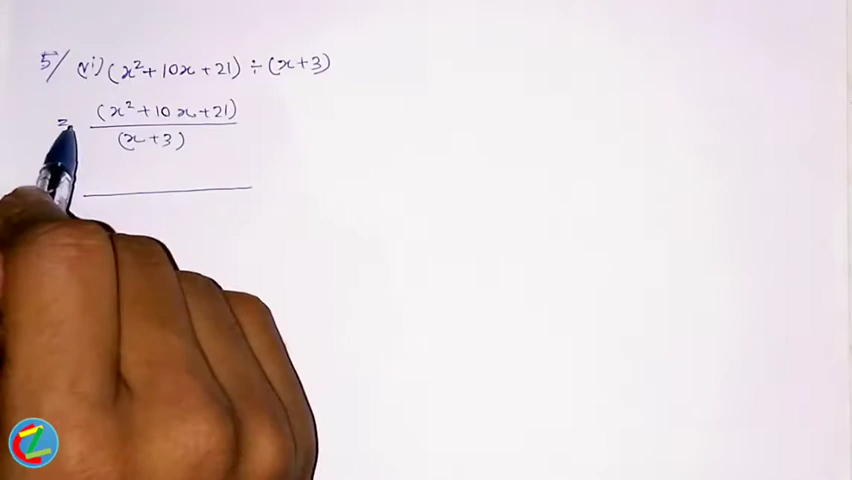 5/ (vi) (x²+10x+21) ÷ (x+3)
= (x²+10x+21)
(x+3)